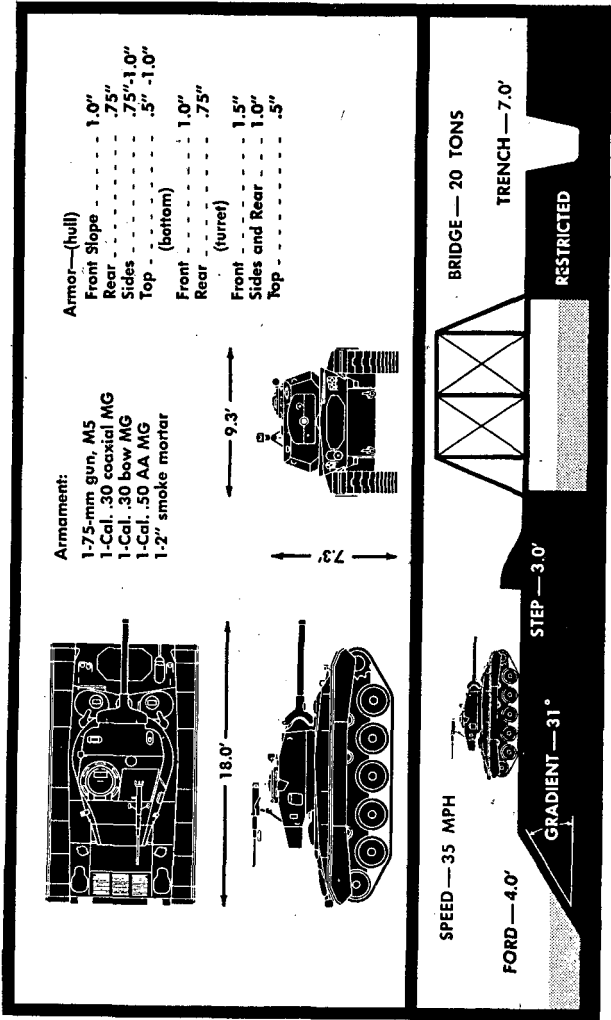 Armament:
1-75-mm gun, M5
1-Cal. .30 coaxial MG
1-Cal. .30 bow MG
1-Cal. .50 AA MG
1-2" smoke mortar
Armor—(hull)
Front Slope - - - - - 1.0"
Rear - - - - - - - - - .75"
Sides - - - - - - - - .75"-1.0"
Top - - - - - - - - - .5" -1.0"
(bottom)
Front - - - - - - - - 1.0"
Rear - - - - - - - - - .75"
(turret)
Front - - - - - - - - 1.5"
Sides and Rear - - - 1.0"
Top - - - - - - - - - .5"
18.0'
7.3'
9.3'
SPEED — 35 MPH
FORD — 4.0'
GRADIENT — 31°
STEP — 3.0'
BRIDGE — 20 TONS
TRENCH — 7.0'
RESTRICTED